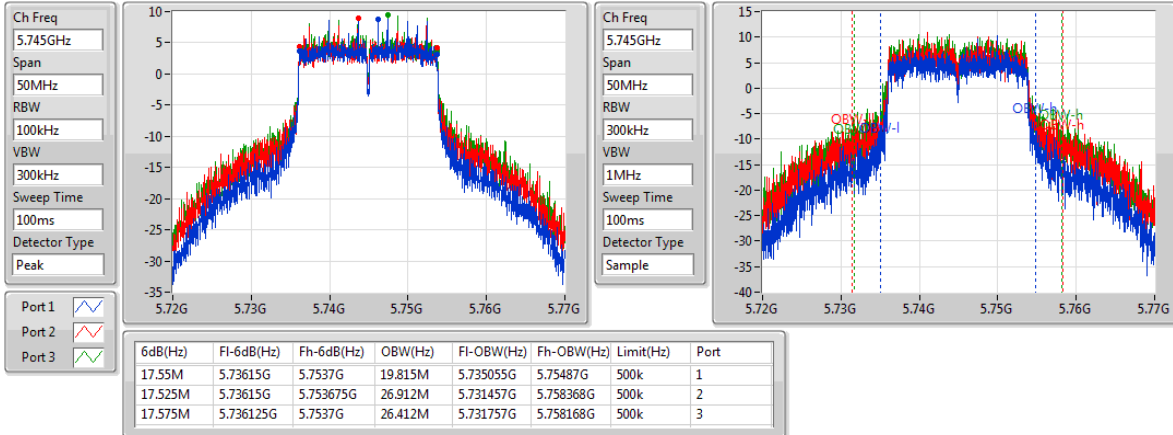 Ch Freq
5.745GHz
Span
50MHz
RBW
100kHz
VBW
300kHz
Sweep Time
100ms
Detector Type
Peak
10
5
0
-5
-10
-15
-20
-25
-30
-35
5.72G 5.73G 5.74G 5.75G 5.76G 5.77G
Ch Freq
5.745GHz
Span
50MHz
RBW
300kHz
VBW
1MHz
Sweep Time
100ms
Detector Type
Sample
15
10
5
0
-5
-10
-15
-20
-25
-30
-35
-40
OBW-l
OBW-h
OBW-h
5.72G 5.73G 5.74G 5.75G 5.76G 5.77G
Port 1
Port 2
Port 3
6dB(Hz) Fl-6dB(Hz) Fh-6dB(Hz) OBW(Hz) Fl-OBW(Hz) Fh-OBW(Hz) Limit(Hz) Port
17.55M 5.73615G 5.7537G 19.815M 5.735055G 5.75487G 500k 1
17.525M 5.73615G 5.753675G 26.912M 5.731457G 5.758368G 500k 2
17.575M 5.736125G 5.7537G 26.412M 5.731757G 5.758168G 500k 3